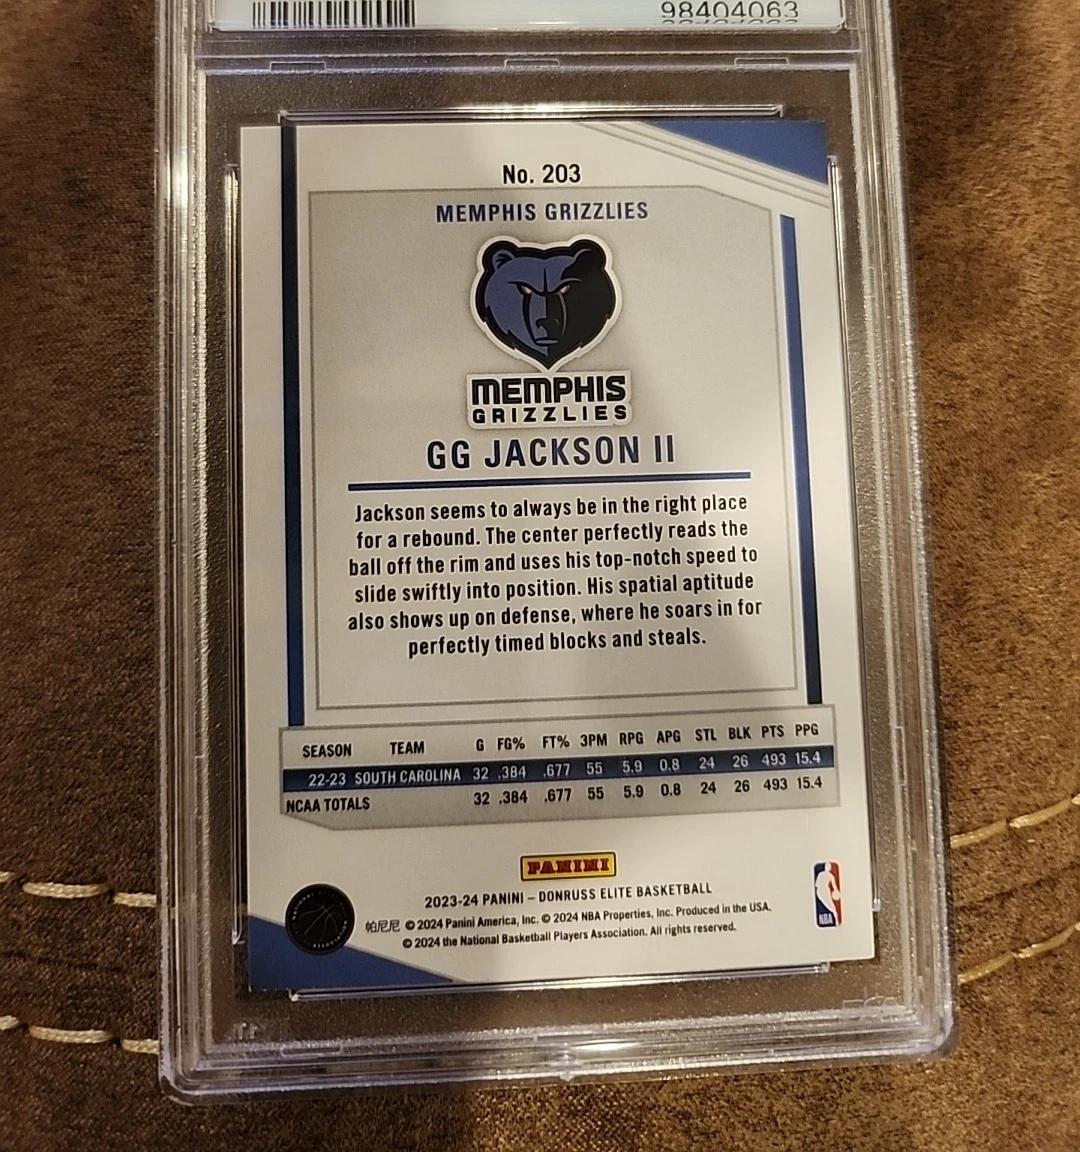 98404063
No. 203
MEMPHIS GRIZZLIES
MEMPHIS
GRIZZLIES
GG JACKSON II
Jackson seems to always be in the right place
for a rebound. The center perfectly reads the
ball off the rim and uses his top-notch speed to
slide swiftly into position. His spatial aptitude
also shows up on defense, where he soars in for
perfectly timed blocks and steals.
SEASON TEAM G FG% FT% 3PM RPG APG STL BLK PTS PPG
22-23 SOUTH CAROLINA 32 .384 .677 55 5.9 0.8 24 26 493 15.4
NCAA TOTALS 32 .384 .677 55 5.9 0.8 24 26 493 15.4
PANINI
2023-24 PANINI – DONRUSS ELITE BASKETBALL
帕尼尼 © 2024 Panini America, Inc. © 2024 NBA Properties, Inc. Produced in the USA.
© 2024 the National Basketball Players Association. All rights reserved.
NBA